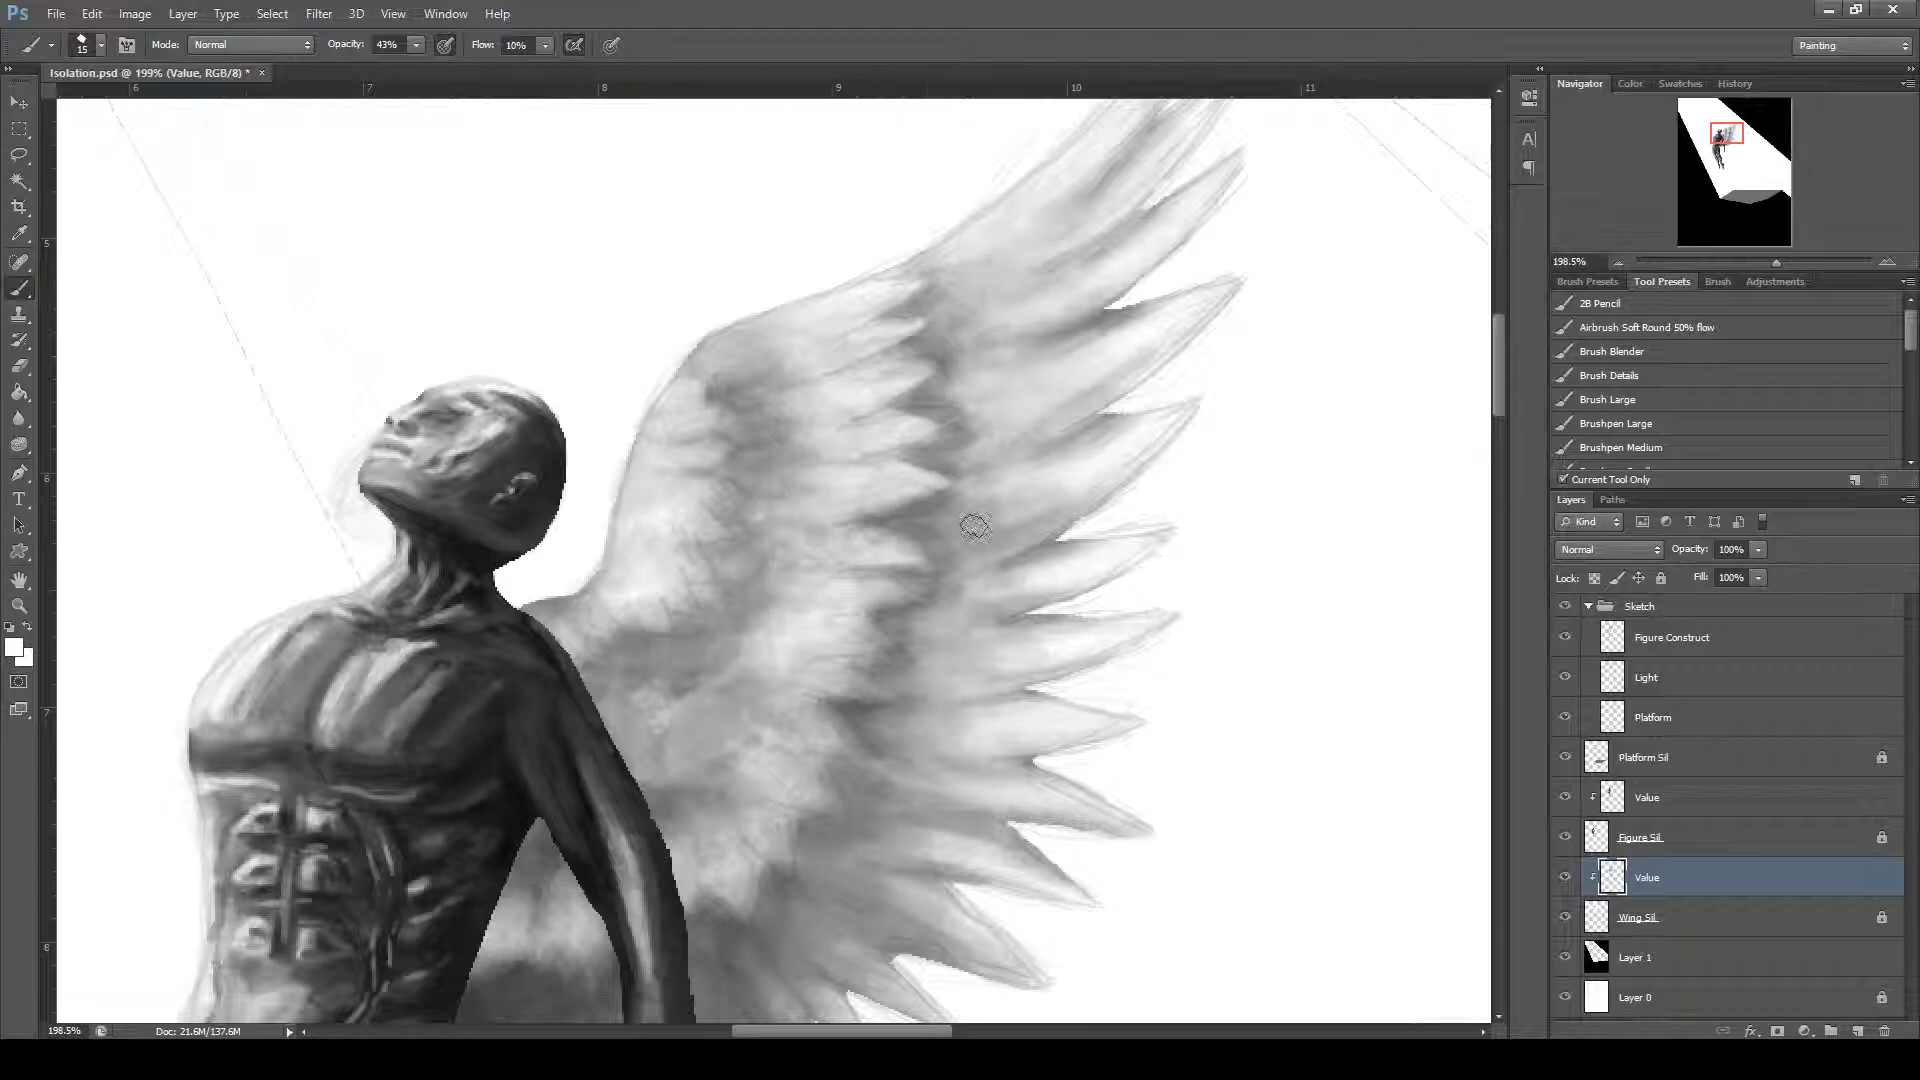 Ps File Edit Image Layer Type Select Filter 3D View Window Help
15 Mode: Normal Opacity: 43% Flow: 10% Painting
Isolation.psd @ 199% (Value, RGB/8) * ×
6 7 8 9 10 11
5
6
7
8
Navigator Color Swatches History
198.5%
Brush Presets Tool Presets Brush Adjustments
2B Pencil
Airbrush Soft Round 50% flow
Brush Blender
Brush Details
Brush Large
Brushpen Large
Brushpen Medium
Current Tool Only
Layers Paths
Kind
Normal Opacity: 100%
Lock: Fill: 100%
Sketch
Figure Construct
Light
Platform
Platform Sil
Value
Figure Sil
Value
Wing Sil
Layer 1
Layer 0
198.5% Doc: 21.6M/137.6M